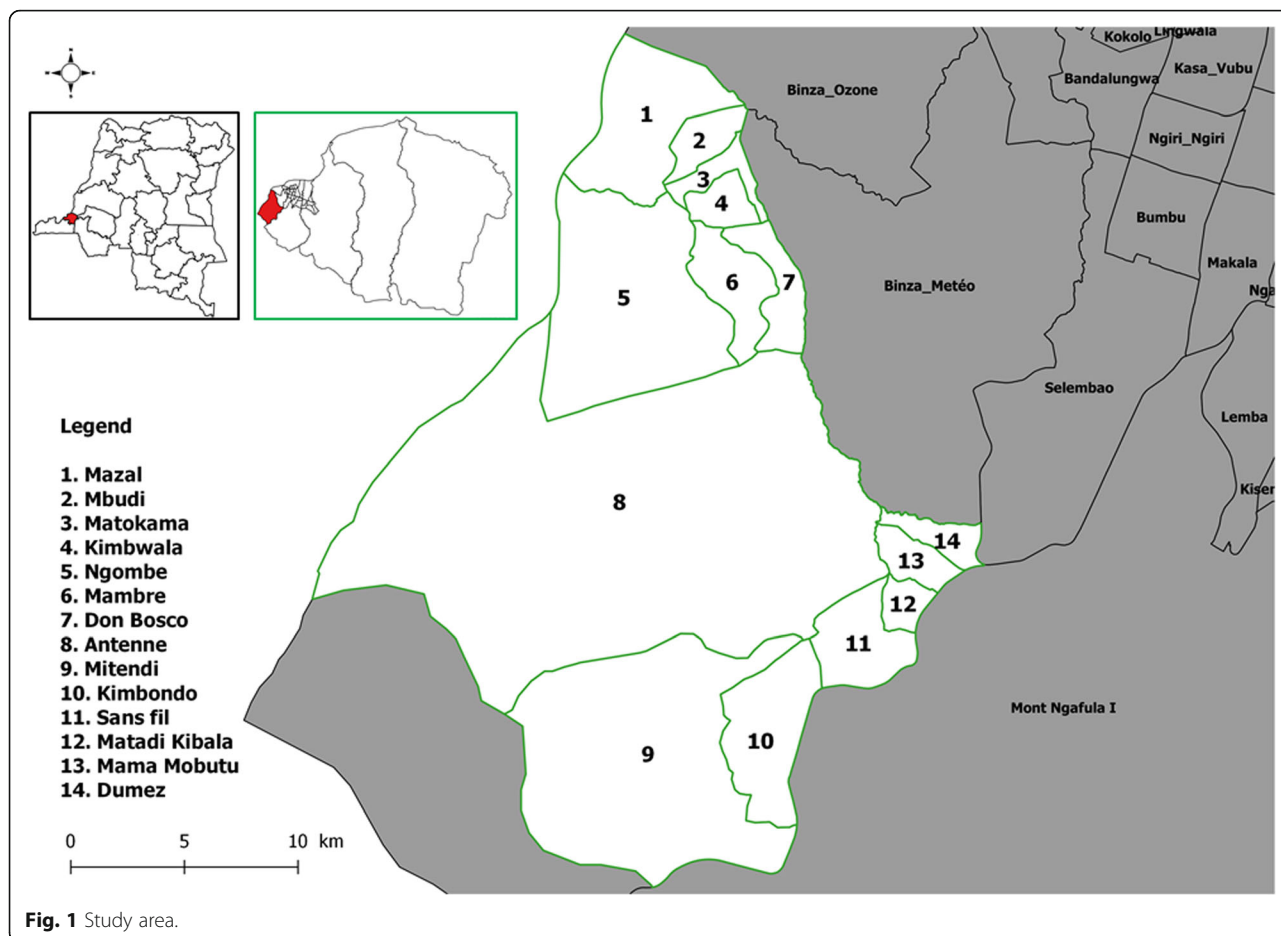 N
W
E
S
Kokolo
Lingwala
Bandalungwa
Kasa_Vubu
Binza_Ozone
Ngiri_Ngiri
Bumbu
Makala
Nga
Binza_Metéo
Selembao
Lemba
Kiser
Mont Ngafula I
1
2
3
4
5
6
7
8
9
10
11
12
13
14
Legend
1. Mazal
2. Mbudi
3. Matokama
4. Kimbwala
5. Ngombe
6. Mambre
7. Don Bosco
8. Antenne
9. Mitendi
10. Kimbondo
11. Sans fil
12. Matadi Kibala
13. Mama Mobutu
14. Dumez
0 5 10 km
Fig. 1 Study area.